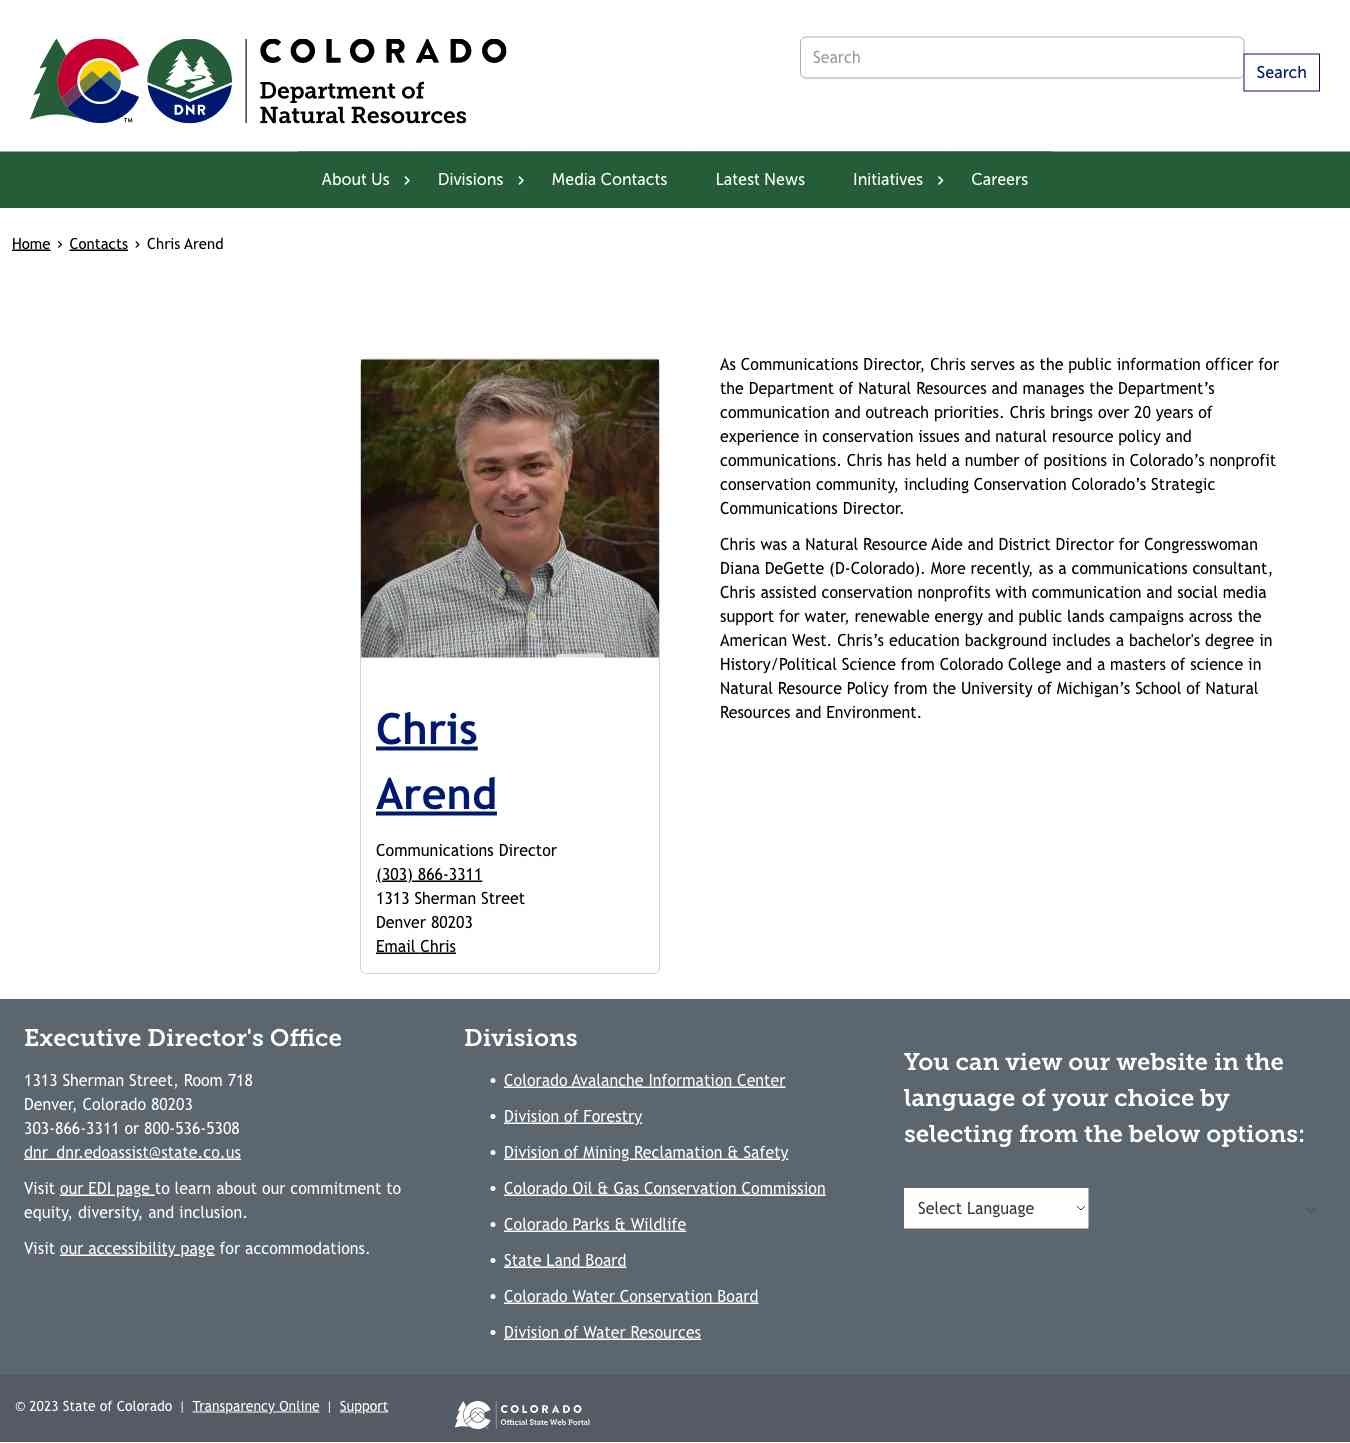 COLORADO
Department of
Natural Resources
DNR
TM
Search
Search
About Us
Divisions
Media Contacts
Latest News
Initiatives
Careers
Home › Contacts › Chris Arend
As Communications Director, Chris serves as the public information officer for
the Department of Natural Resources and manages the Department’s
communication and outreach priorities. Chris brings over 20 years of
experience in conservation issues and natural resource policy and
communications. Chris has held a number of positions in Colorado’s nonprofit
conservation community, including Conservation Colorado’s Strategic
Communications Director.
Chris was a Natural Resource Aide and District Director for Congresswoman
Diana DeGette (D-Colorado). More recently, as a communications consultant,
Chris assisted conservation nonprofits with communication and social media
support for water, renewable energy and public lands campaigns across the
American West. Chris’s education background includes a bachelor's degree in
History/Political Science from Colorado College and a masters of science in
Natural Resource Policy from the University of Michigan’s School of Natural
Resources and Environment.
Chris
Arend
Communications Director
(303) 866-3311
1313 Sherman Street
Denver 80203
Email Chris
Executive Director's Office
1313 Sherman Street, Room 718
Denver, Colorado 80203
303-866-3311 or 800-536-5308
dnr_dnr.edoassist@state.co.us
Visit our EDI page to learn about our commitment to
equity, diversity, and inclusion.
Visit our accessibility page for accommodations.
Divisions
• Colorado Avalanche Information Center
• Division of Forestry
• Division of Mining Reclamation & Safety
• Colorado Oil & Gas Conservation Commission
• Colorado Parks & Wildlife
• State Land Board
• Colorado Water Conservation Board
• Division of Water Resources
You can view our website in the
language of your choice by
selecting from the below options:
Select Language
© 2023 State of Colorado | Transparency Online | Support
COLORADO
Official State Web Portal